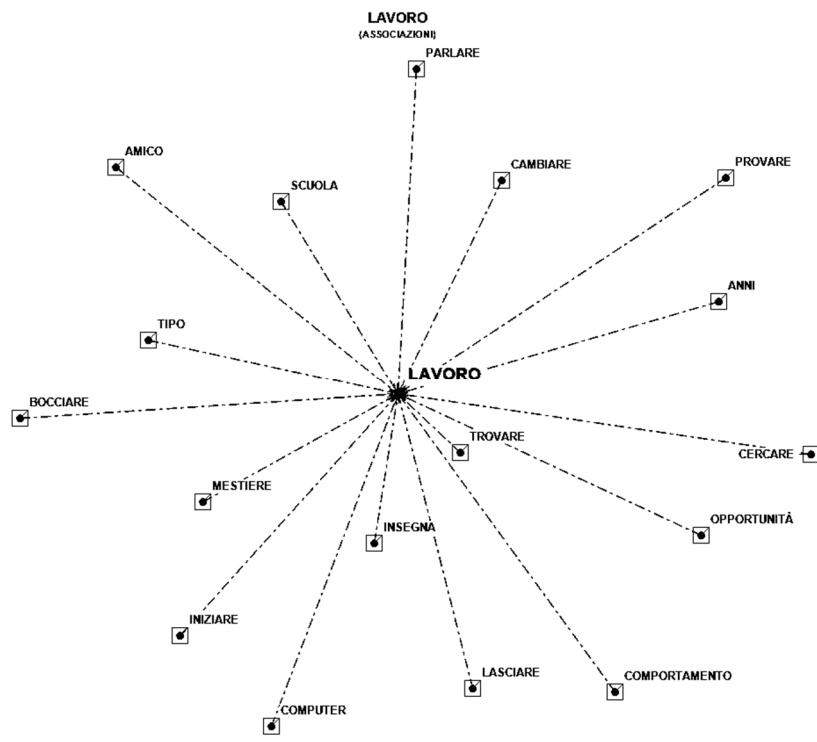 LAVORO
(ASSOCIAZIONI)
PARLARE
AMICO
CAMBIARE
PROVARE
SCUOLA
ANNI
TIPO
LAVORO
BOCCIARE
TROVARE
CERCARE
MESTIERE
OPPORTUNITÀ
INSEGNA
INIZIARE
LASCIARE
COMPORTAMENTO
COMPUTER